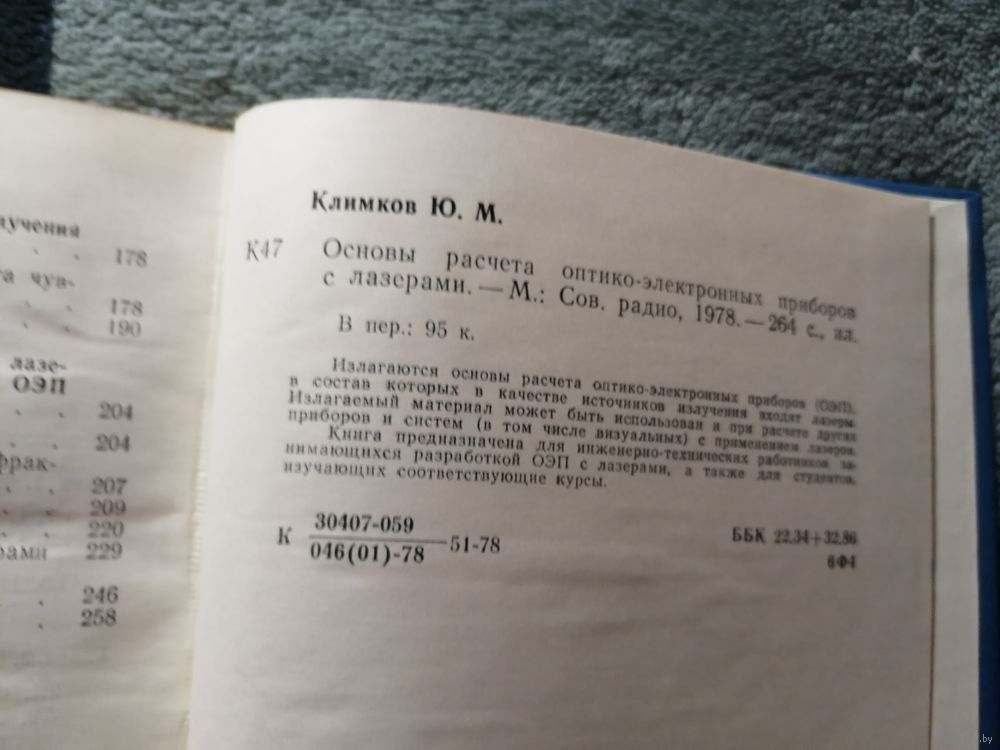 лучения
178
та чув-
178
190
лазе-
ОЭП
204
204
фрак-
207
209
220
рами 229
246
258
Климков Ю. М.
К47 Основы расчета оптико-электронных приборов
с лазерами. — М.: Сов. радио, 1978. — 264 с., ил.
В пер.: 95 к.
Излагаются основы расчета оптико-электронных приборов (ОЭП),
в состав которых в качестве источников излучения входят лазеры.
Излагаемый материал может быть использован и при расчете других
приборов и систем (в том числе визуальных) с применением лазеров.
Книга предназначена для инженерно-технических работников за-
нимающихся разработкой ОЭП с лазерами, а также для студентов,
изучающих соответствующие курсы.
К 30407-059
046(01)-78 51-78
ББК 22.34+32.86
6Ф4
.by